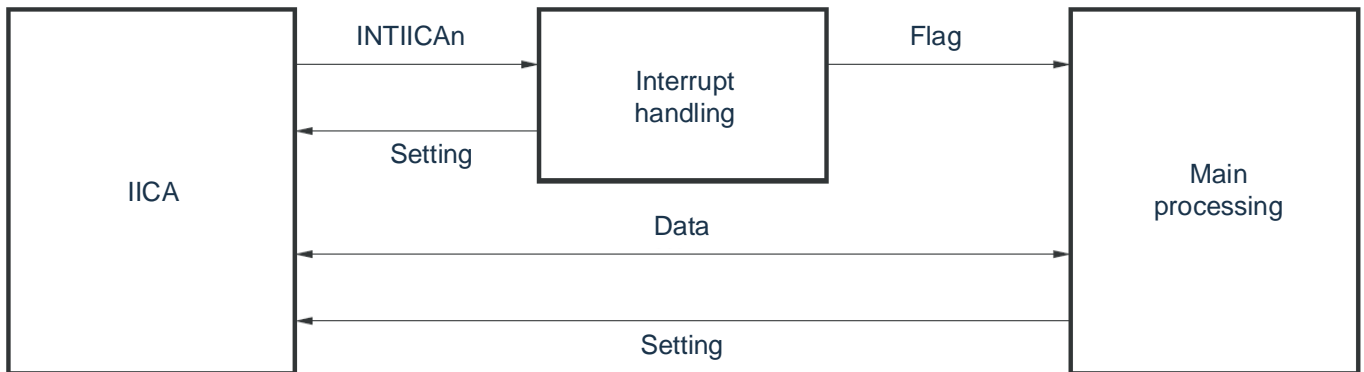 INTIICAn
Flag
Interrupt
handling
Setting
IICA
Main
processing
Data
Setting